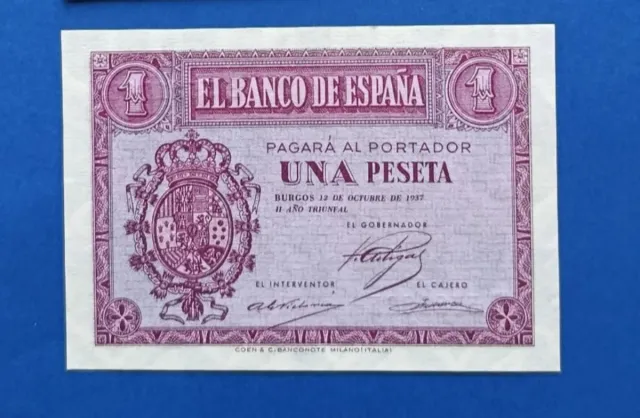 1 EL BANCO DE ESPAÑA 1
PAGARÁ AL PORTADOR
UNA PESETA
BURGOS 12 DE OCTUBRE DE 1937
II AÑO TRIUNFAL
EL GOBERNADOR
EL INTERVENTOR
EL CAJERO
COEN & C. BANCONOTE MILANO (ITALIA)